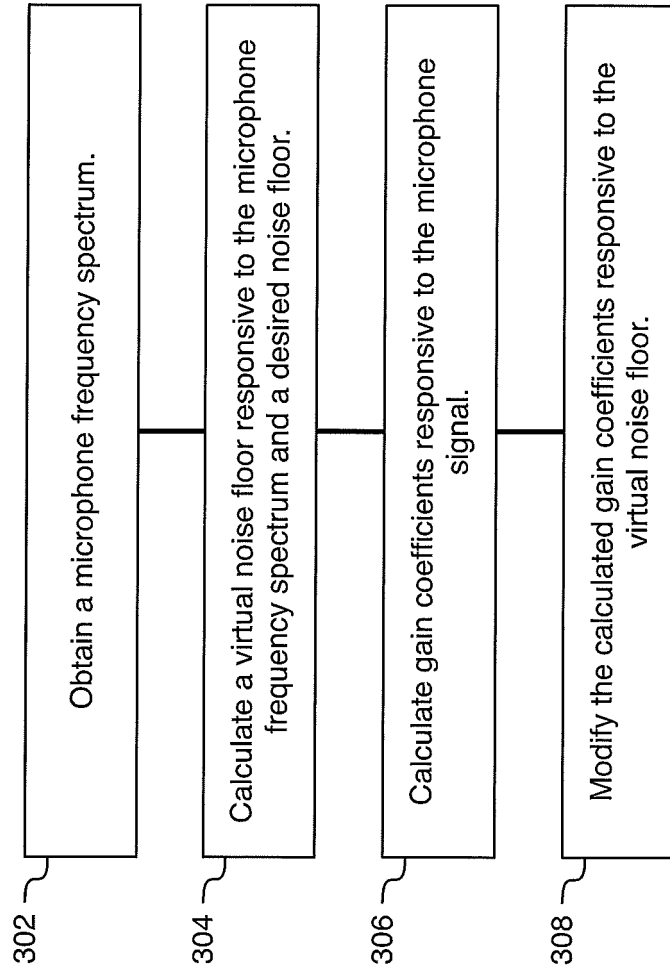 302
Obtain a microphone frequency spectrum.
304
Calculate a virtual noise floor responsive to the microphone
frequency spectrum and a desired noise floor.
306
Calculate gain coefficients responsive to the microphone
signal.
308
Modify the calculated gain coefficients responsive to the
virtual noise floor.